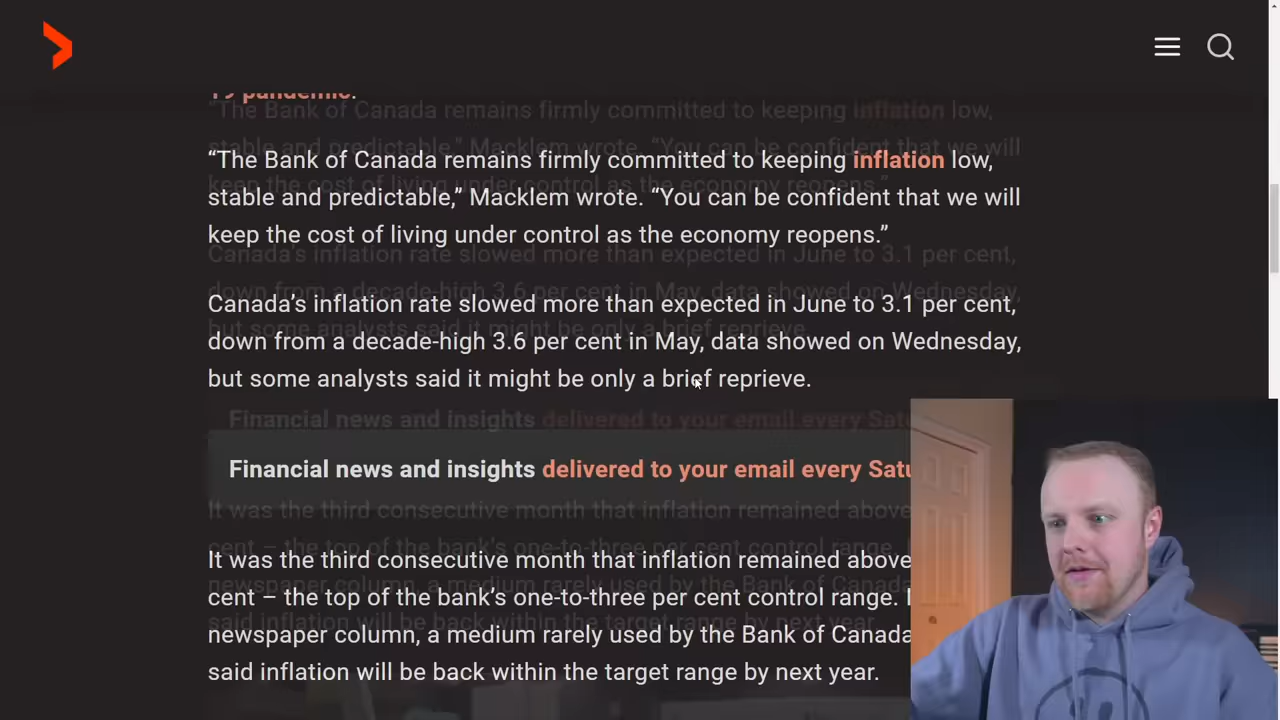 19 pandemic.
“The Bank of Canada remains firmly committed to keeping inflation low,
stable and predictable,” Macklem wrote. “You can be confident that we will
keep the cost of living under control as the economy reopens.”
Canada’s inflation rate slowed more than expected in June to 3.1 per cent,
down from a decade-high 3.6 per cent in May, data showed on Wednesday,
but some analysts said it might be only a brief reprieve.
Financial news and insights delivered to your email every Satu
It was the third consecutive month that inflation remained above
cent – the top of the bank’s one-to-three per cent control range.
newspaper column, a medium rarely used by the Bank of Canada
said inflation will be back within the target range by next year.